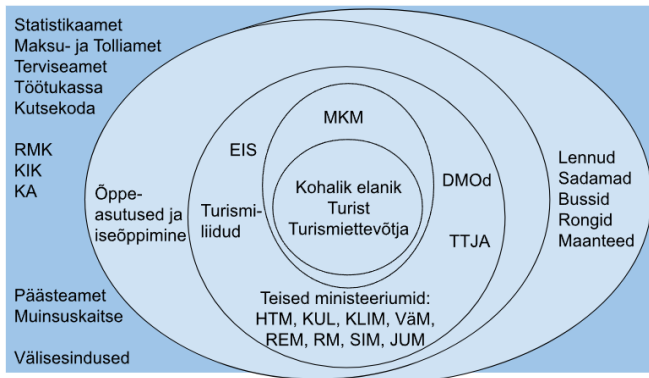 Statistikaamet
Maksu- ja Tolliamet
Terviseamet
Töötukassa
Kutsekoda
RMK
KIK
KA
Õppe-
asutused ja
iseõppimine
Päästeamet
Muinsuskaitse
Välisesindused
EIS
Turismi-
liidud
MKM
Kohalik elanik
Turist
Turismiettevõtja
DMOd
TTJA
Teised ministeeriumid:
HTM, KUL, KLIM, VäM,
REM, RM, SIM, JUM
Lennud
Sadamad
Bussid
Rongid
Maanteed